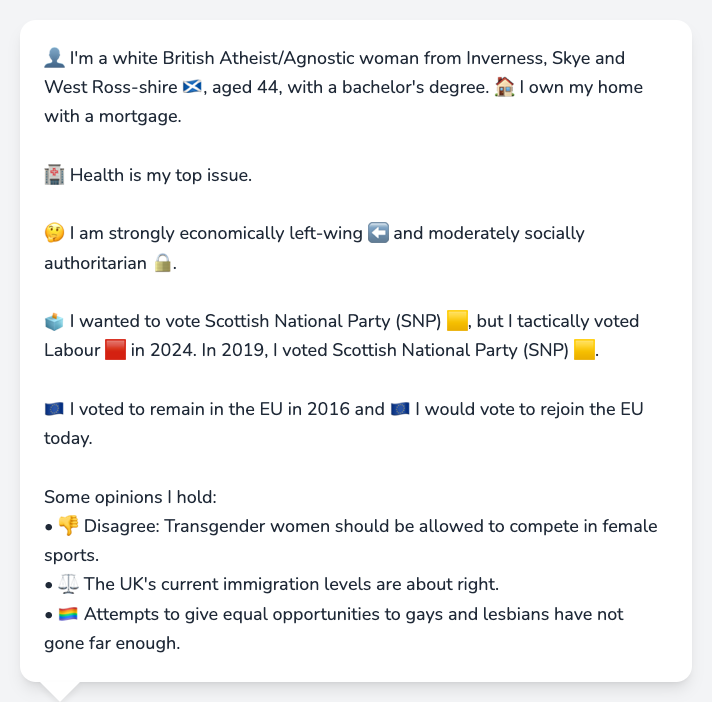 👤 I'm a white British Atheist/Agnostic woman from Inverness, Skye and
West Ross-shire 🏴󠁧󠁢󠁳󠁣󠁴󠁿, aged 44, with a bachelor's degree. 🏠 I own my home
with a mortgage.
🏥 Health is my top issue.
🤔 I am strongly economically left-wing ⬅️ and moderately socially
authoritarian 🔒.
🗳️ I wanted to vote Scottish National Party (SNP) 🟨, but I tactically voted
Labour 🟥 in 2024. In 2019, I voted Scottish National Party (SNP) 🟨.
🇪🇺 I voted to remain in the EU in 2016 and 🇪🇺 I would vote to rejoin the EU
today.
Some opinions I hold:
• 👎 Disagree: Transgender women should be allowed to compete in female
sports.
• ⚖️ The UK's current immigration levels are about right.
• 🏳️‍🌈 Attempts to give equal opportunities to gays and lesbians have not
gone far enough.